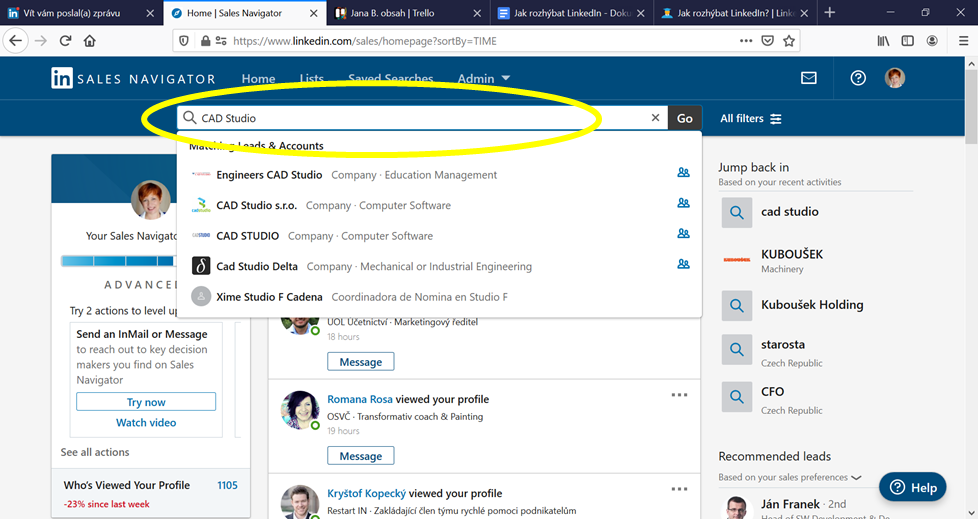 Vít vám poslal(a) zprávu
Home | Sales Navigator
Jana B. obsah | Trello
Jak rozhýbat LinkedIn - Doku
Jak rozhýbat LinkedIn? | Link
https://www.linkedin.com/sales/homepage?sortBy=TIME
in SALES NAVIGATOR
Home
Lists
Saved Searches
Admin
CAD Studio
Go
All filters
Matching Leads & Accounts
Engineers CAD Studio Company · Education Management
CAD Studio s.r.o. Company · Computer Software
CAD STUDIO Company · Computer Software
Cad Studio Delta Company · Mechanical or Industrial Engineering
Xime Studio F Cadena Coordinadora de Nomina en Studio F
Your Sales Navigat
ADVANCE
Try 2 actions to level u
Send an InMail or Message
to reach out to key decision
makers you find on Sales
Navigator
Try now
Watch video
See all actions
Who's Viewed Your Profile 1105
-23% since last week
UOL Účetnictví · Marketingový ředitel
18 hours
Message
Romana Rosa viewed your profile
OSVČ · Transformativ coach & Painting
19 hours
Message
Kryštof Kopecký viewed your profile
Restart IN · Zakládající člen týmu rychlé pomoci podnikatelům
Jump back in
Based on your recent activities
cad studio
KUBOUŠEK
Machinery
Kuboušek Holding
starosta
Czech Republic
CFO
Czech Republic
Recommended leads
Based on your sales preferences
Ján Franek · 2nd
Head of SW Development & De
Help